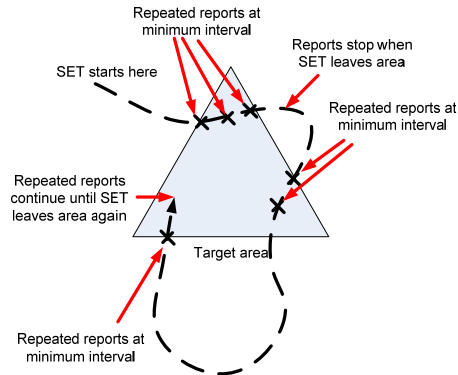 Repeated reports at
minimum interval
SET starts here
Reports stop when
SET leaves area
Repeated reports at
minimum interval
Repeated reports
continue until SET
leaves area again
Target area
Repeated reports at
minimum interval